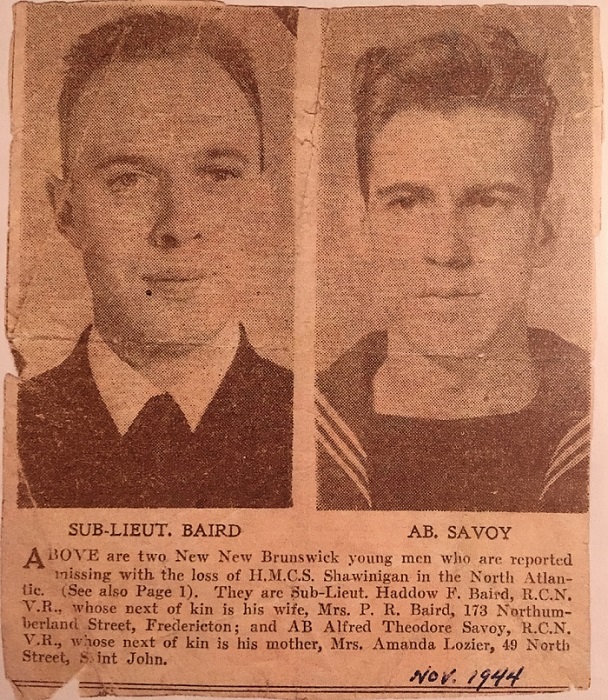 SUB-LIEUT. BAIRD
AB. SAVOY
ABOVE are two New New Brunswick young men who are reported
missing with the loss of H.M.C.S. Shawinigan in the North Atlan-
tic. (See also Page 1). They are Sub-Lieut. Haddow F. Baird, R.C.N.
V.R., whose next of kin is his wife, Mrs. P. R. Baird, 173 Northum-
berland Street, Fredericton; and AB Alfred Theodore Savoy, R.C.N.
V.R., whose next of kin is his mother, Mrs. Amanda Lozier, 49 North
Street, Saint John.
Nov. 1944